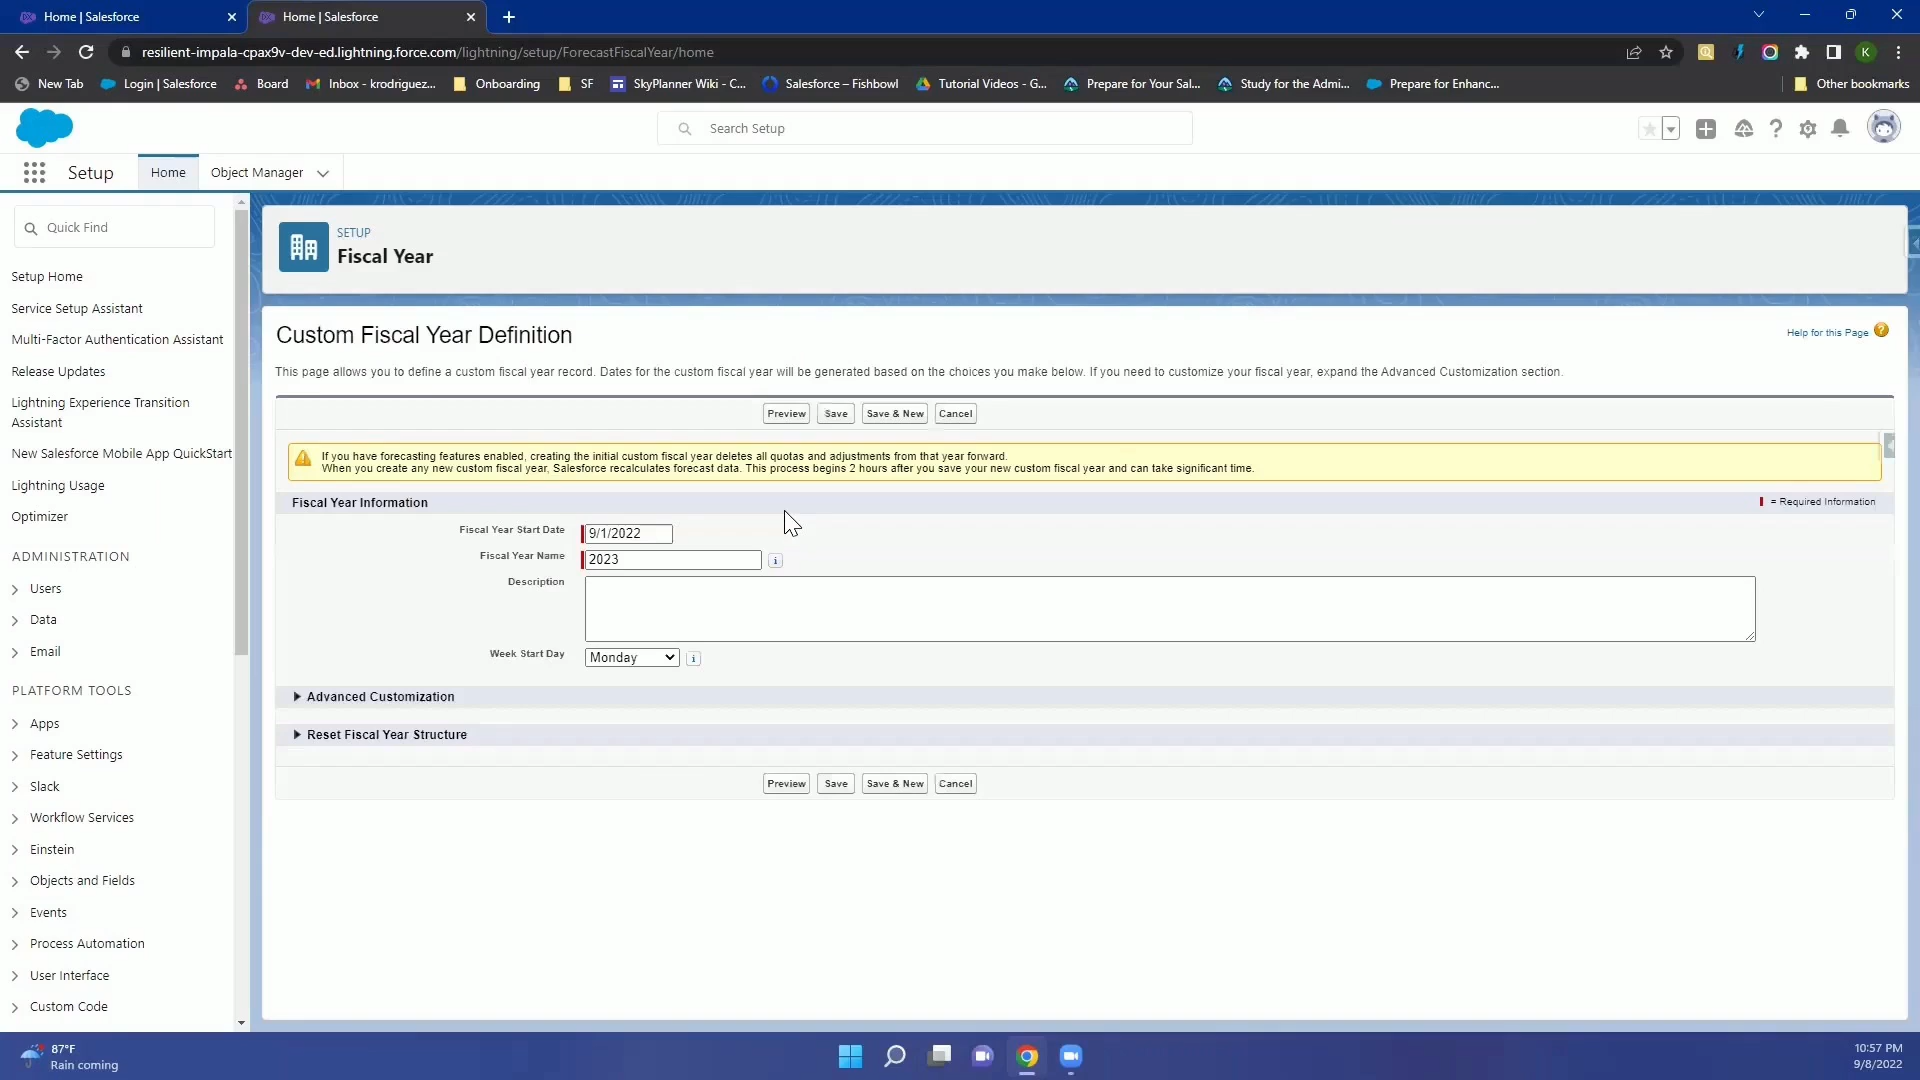 Home | Salesforce
Home | Salesforce
resilient-impala-cpax9v-dev-ed.lightning.force.com/lightning/setup/ForecastFiscalYear/home
K
New Tab
Login | Salesforce
Board
Inbox - krodriguez...
Onboarding
SF
SkyPlanner Wiki - C...
Salesforce – Fishbowl
Tutorial Videos - G...
Prepare for Your Sal...
Study for the Admi...
Prepare for Enhanc...
Other bookmarks
Search Setup
Setup
Home
Object Manager
Quick Find
Setup Home
Service Setup Assistant
Multi-Factor Authentication Assistant
Release Updates
Lightning Experience Transition
Assistant
New Salesforce Mobile App QuickStart
Lightning Usage
Optimizer
ADMINISTRATION
Users
Data
Email
PLATFORM TOOLS
Apps
Feature Settings
Slack
Workflow Services
Einstein
Objects and Fields
Events
Process Automation
User Interface
Custom Code
SETUP
Fiscal Year
Custom Fiscal Year Definition
Help for this Page
This page allows you to define a custom fiscal year record. Dates for the custom fiscal year will be generated based on the choices you make below. If you need to customize your fiscal year, expand the Advanced Customization section.
Preview
Save
Save & New
Cancel
If you have forecasting features enabled, creating the initial custom fiscal year deletes all quotas and adjustments from that year forward.
When you create any new custom fiscal year, Salesforce recalculates forecast data. This process begins 2 hours after you save your new custom fiscal year and can take significant time.
Fiscal Year Information
= Required Information
Fiscal Year Start Date
9/1/2022
Fiscal Year Name
2023
Description
Week Start Day
Monday
Advanced Customization
Reset Fiscal Year Structure
Preview
Save
Save & New
Cancel
87°F
Rain coming
10:57 PM
9/8/2022